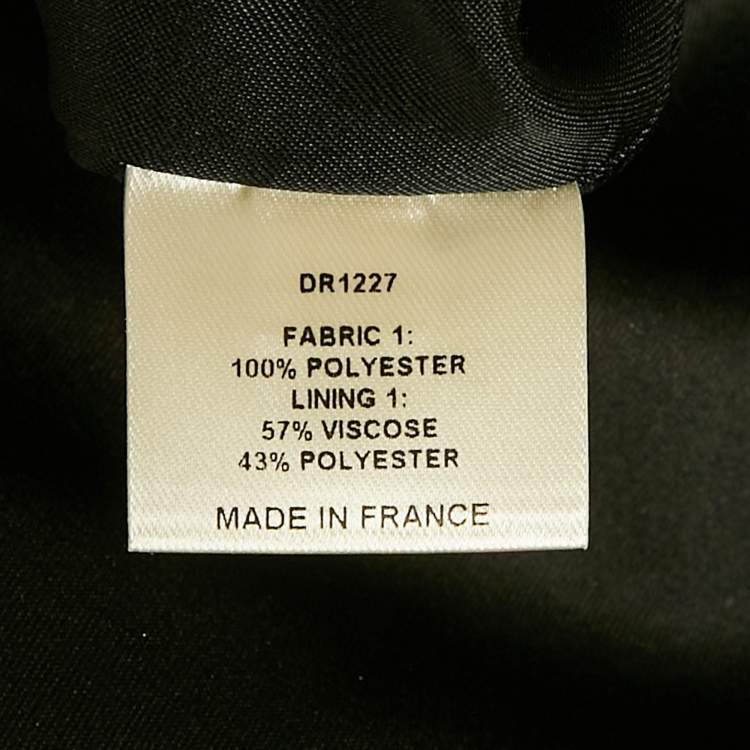 DR1227
FABRIC 1:
100% POLYESTER
LINING 1:
57% VISCOSE
43% POLYESTER
MADE IN FRANCE